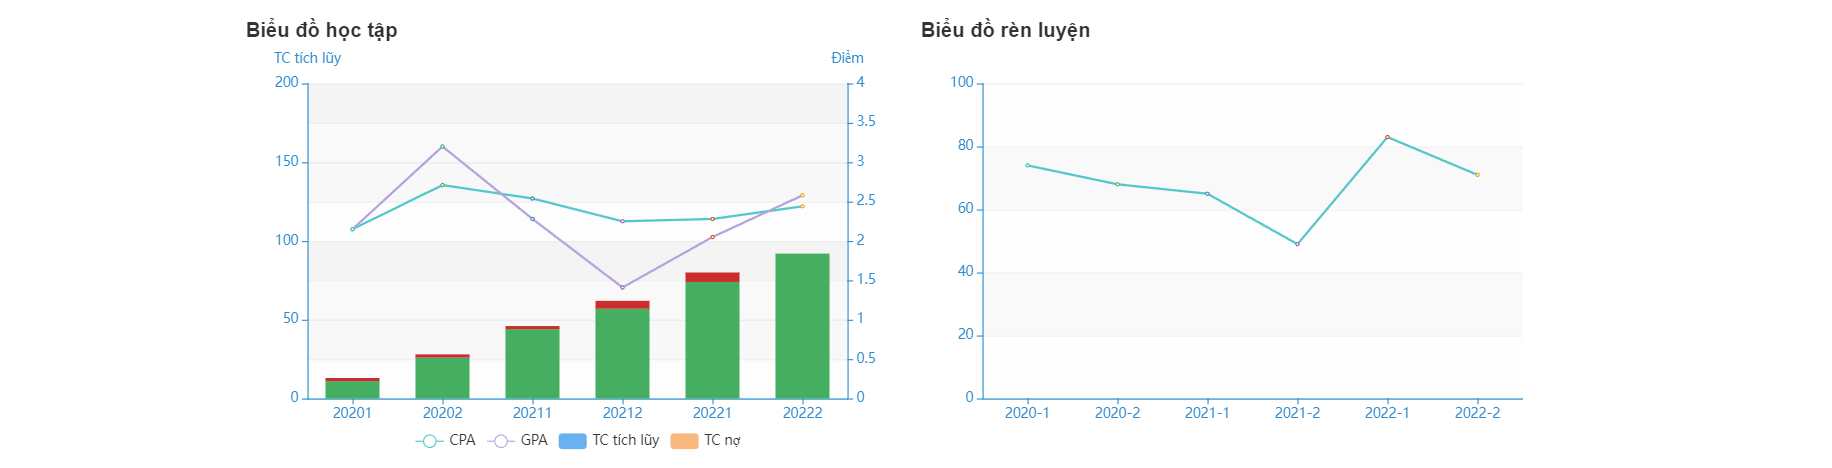 Biểu đồ học tập
TC tích lũy Điểm
200 4
3.5
150 3
2.5
100 2
1.5
50 1
0.5
0 0
20201 20202 20211 20212 20221 20222
CPA GPA TC tích lũy TC nợ
Biểu đồ rèn luyện
100
80
60
40
20
0
2020-1 2020-2 2021-1 2021-2 2022-1 2022-2